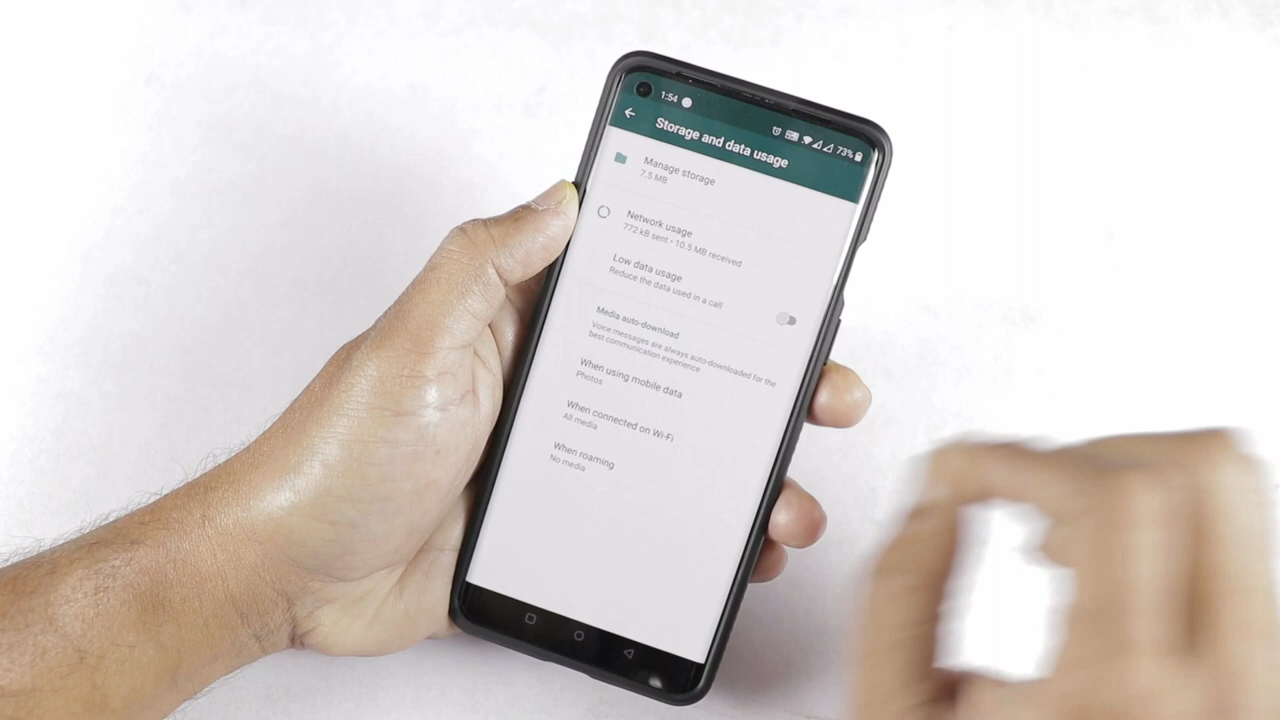 1:54
73%
Storage and data usage
Manage storage
7.5 MB
Network usage
772 kB sent • 10.5 MB received
Low data usage
Reduce the data used in a call
Media auto-download
Voice messages are always auto-downloaded for the
best communication experience
When using mobile data
Photos
When connected on Wi-Fi
All media
When roaming
No media